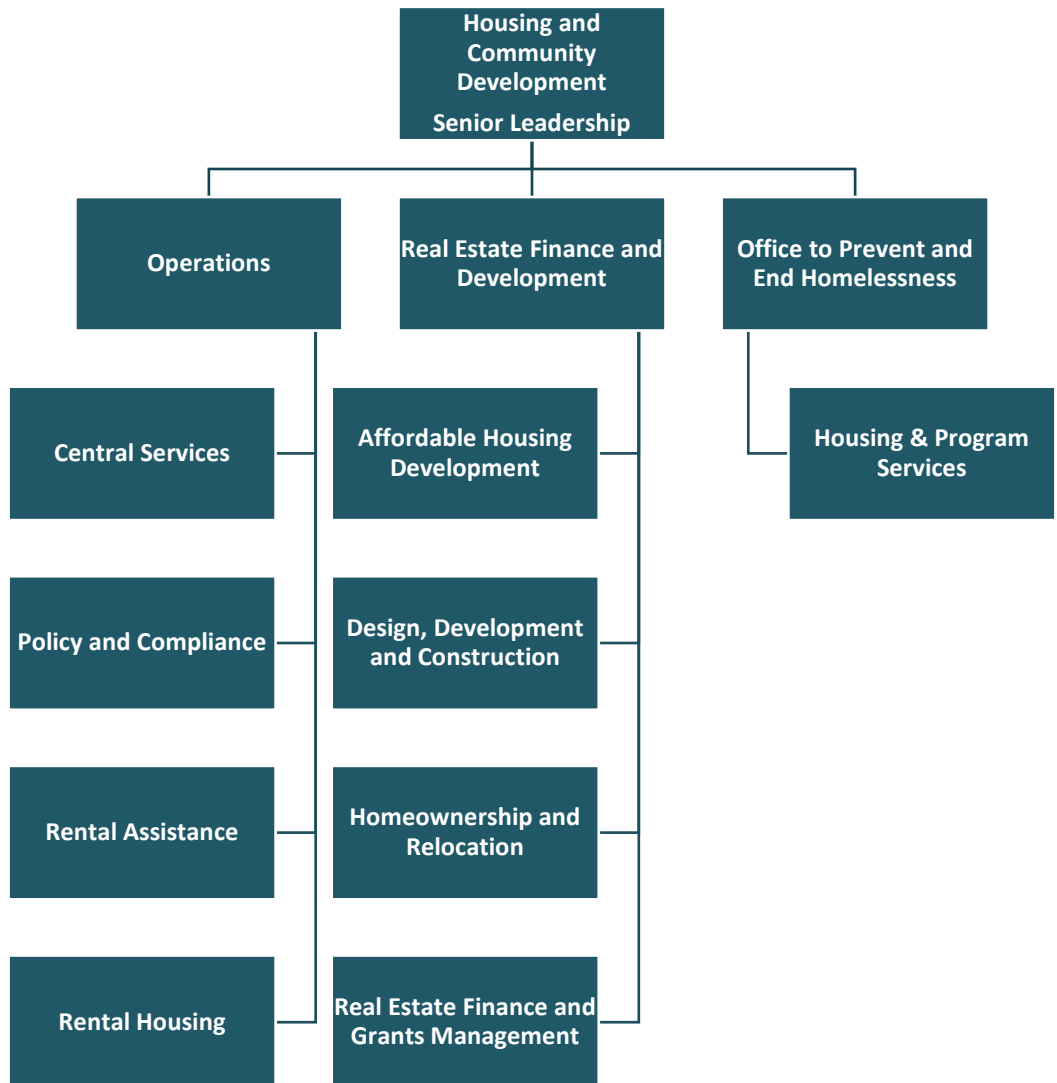 Housing and
Community
Development
Senior Leadership
Operations
Real Estate Finance and
Development
Office to Prevent and
End Homelessness
Central Services
Affordable Housing
Development
Housing & Program
Services
Policy and Compliance
Design, Development
and Construction
Rental Assistance
Homeownership and
Relocation
Rental Housing
Real Estate Finance and
Grants Management